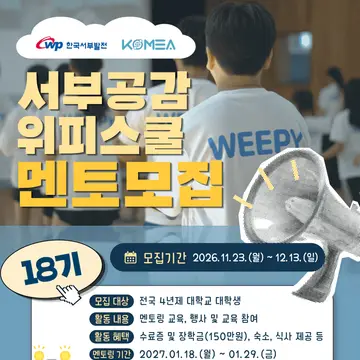 WP 한국서부발전 KOMEA
서부공감
위피스쿨
멘토모집
WEEPY
18기
모집기간 2026.11.23.(월) ~ 12.13.(일)
모집 대상 전국 4년제 대학교 대학생
활동 내용 멘토링 교육, 행사 및 교육 참여
활동 혜택 수료증 및 장학금(150만원), 숙소, 식사 제공 등
멘토링 기간 2027.01.18.(월) ~ 01.29.(금)